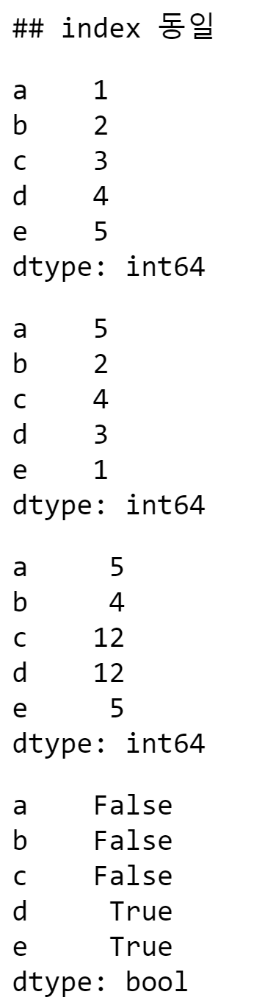 ## index 동일
a    1
b    2
c    3
d    4
e    5
dtype: int64
a    5
b    2
c    4
d    3
e    1
dtype: int64
a     5
b     4
c    12
d    12
e     5
dtype: int64
a    False
b    False
c    False
d     True
e     True
dtype: bool